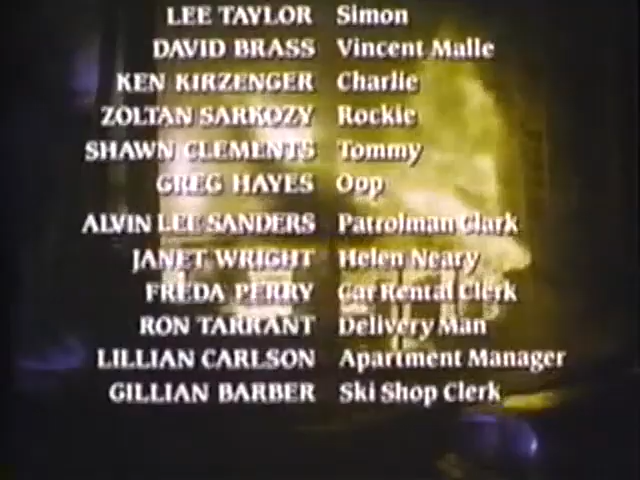 LEE TAYLOR Simon
DAVID BRASS Vincent Malle
KEN KIRZENGER Charlie
ZOLTAN SARKOZY Rockie
SHAWN CLEMENTS Tommy
GREG HAYES Oop
ALVIN LEE SANDERS Patrolman Clark
JANET WRIGHT Helen Neary
FREDA PERRY Car Rental Clerk
RON TARRANT Delivery Man
LILLIAN CARLSON Apartment Manager
GILLIAN BARBER Ski Shop Clerk